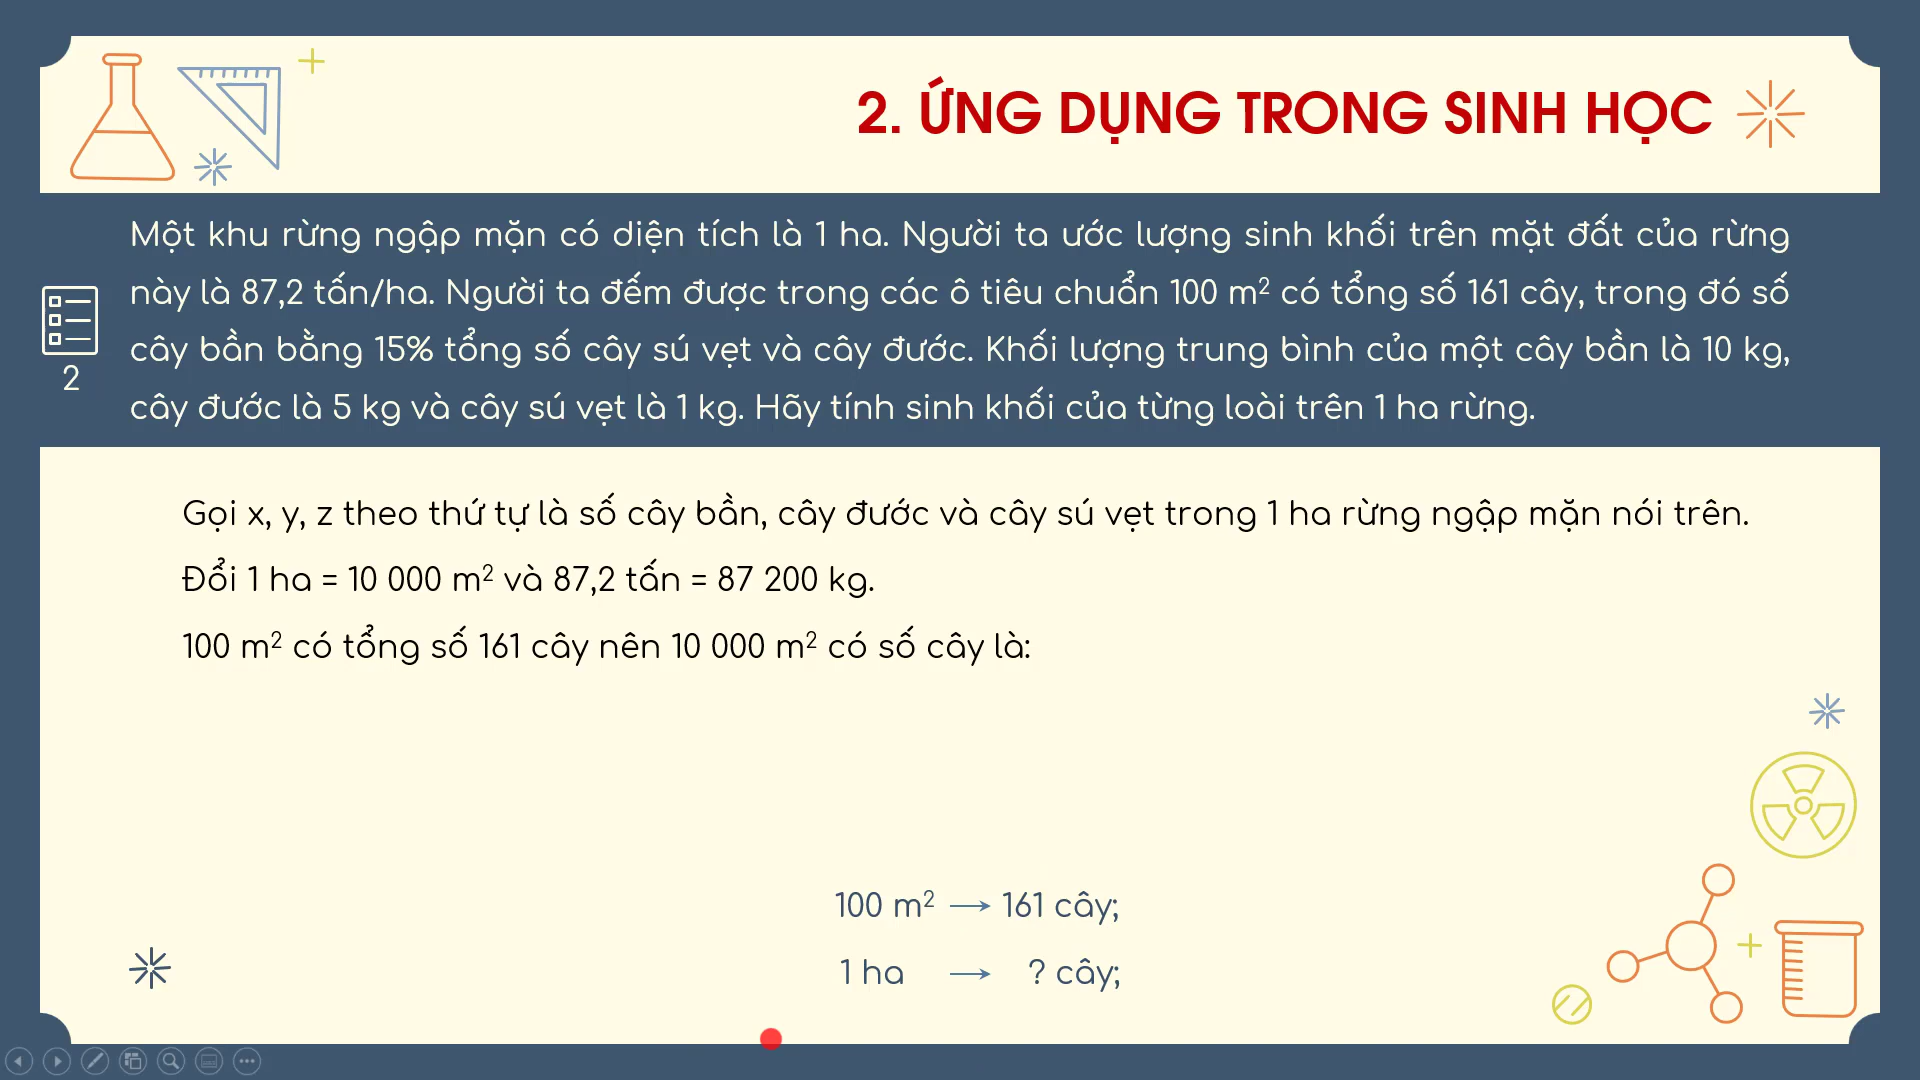 2. ỨNG DỤNG TRONG SINH HỌC
Một khu rừng ngập mặn có diện tích là 1 ha. Người ta ước lượng sinh khối trên mặt đất của rừng
này là 87,2 tấn/ha. Người ta đếm được trong các ô tiêu chuẩn 100 m² có tổng số 161 cây, trong đó số
cây bần bằng 15% tổng số cây sú vẹt và cây đước. Khối lượng trung bình của một cây bần là 10 kg,
cây đước là 5 kg và cây sú vẹt là 1 kg. Hãy tính sinh khối của từng loài trên 1 ha rừng.
2
Gọi x, y, z theo thứ tự là số cây bần, cây đước và cây sú vẹt trong 1 ha rừng ngập mặn nói trên.
Đổi 1 ha = 10 000 m² và 87,2 tấn = 87 200 kg.
100 m² có tổng số 161 cây nên 10 000 m² có số cây là:
100 m² → 161 cây;
1 ha → ? cây;